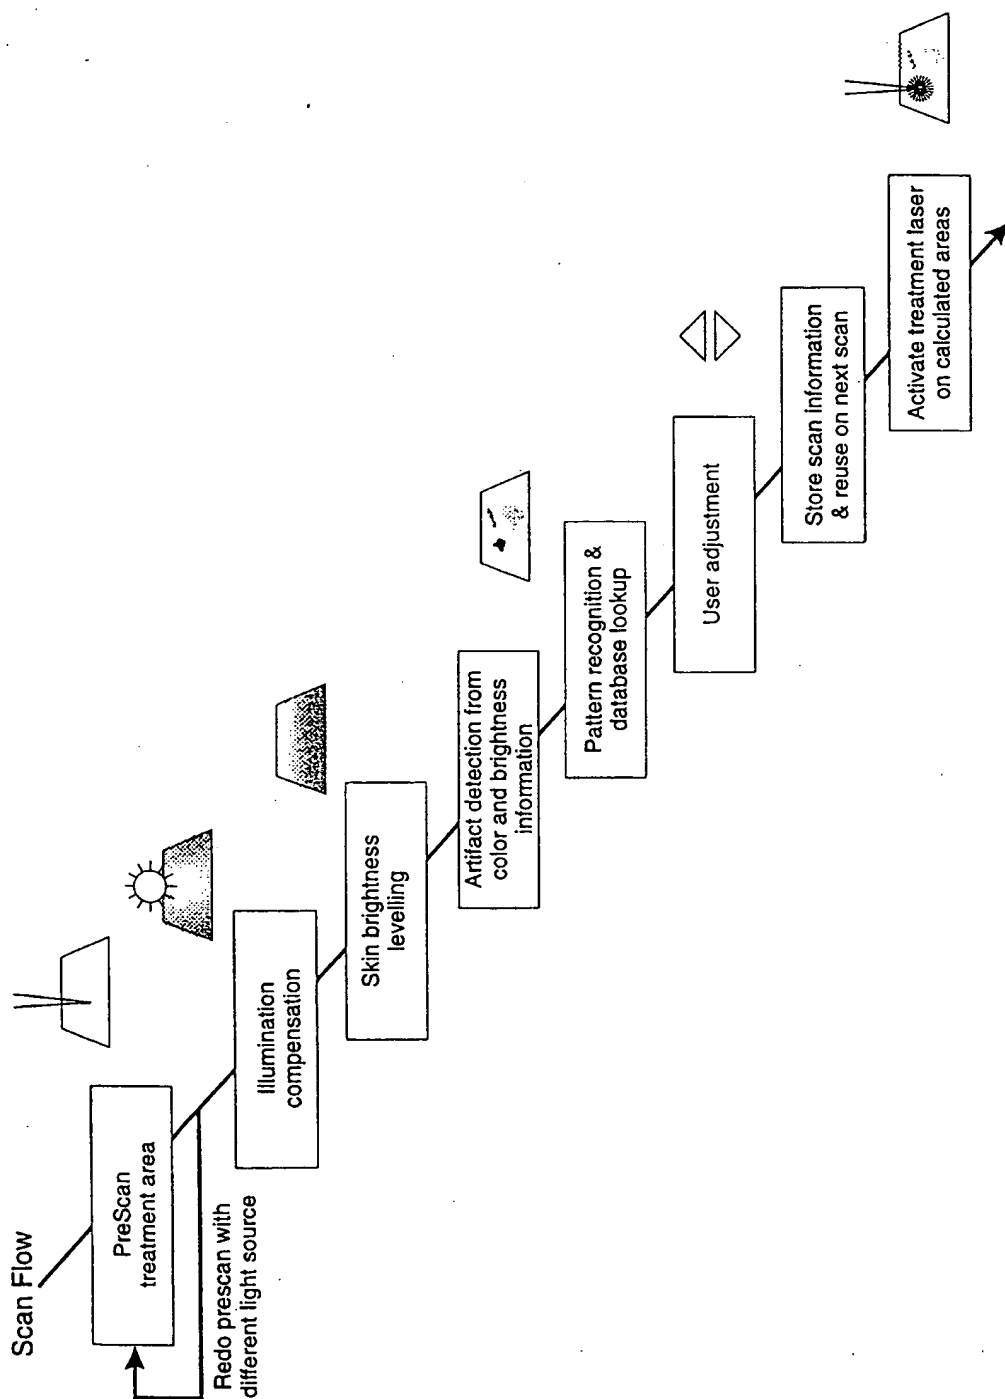 Scan Flow
PreScan
treatment area
Redo prescan with
different light source
Illumination
compensation
Skin brightness
levelling
Artifact detection from
color and brightness
information
Pattern recognition &
database lookup
User adjustment
Store scan information
& reuse on next scan
Activate treatment laser
on calculated areas